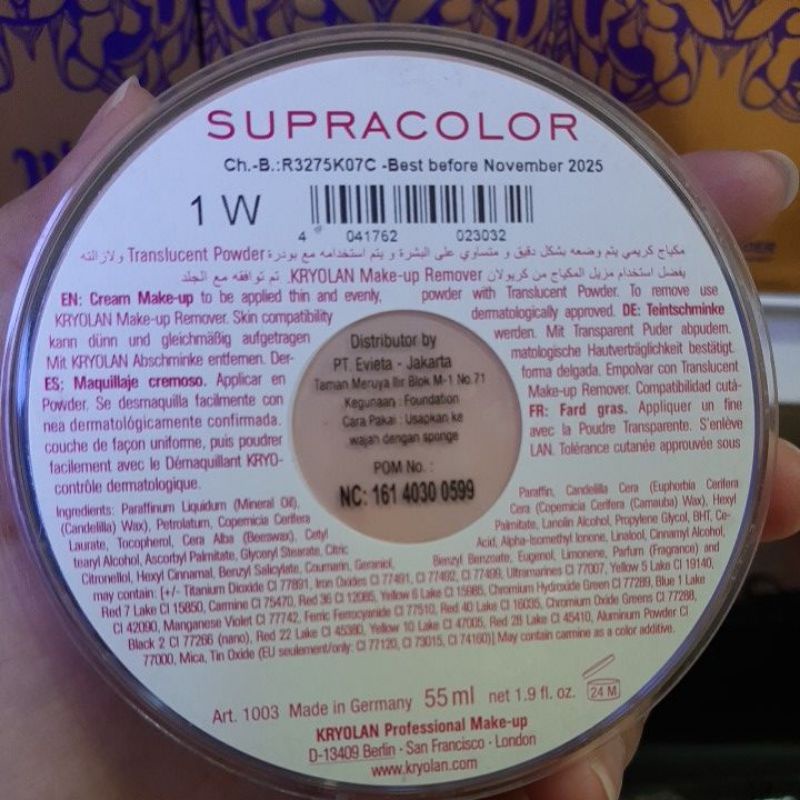 SUPRACOLOR
Ch.-B.:R3275K07C -Best before November 2025
1 W
4 041762 023032
مكياج كريمي يتم وضعه بشكل دقيق و متساوي على البشرة و يتم استخدامه مع بودرة Translucent Powder ولازالته
يفضل استخدام مزيل المكياج من كريولان KRYOLAN Make-up Remover. تم توافقه مع الجلد
EN: Cream Make-up to be applied thin and evenly, powder with Translucent Powder. To remove use
KRYOLAN Make-up Remover. Skin compatibility dermatologically approved. DE: Teintschminke
kann dünn und gleichmäßig aufgetragen werden. Mit Transparent Puder abpudern.
Mit KRYOLAN Abschminke entfernen. Der- matologische Hautverträglichkeit bestätigt.
ES: Maquillaje cremoso. Applicar en forma delgada. Empolvar con Translucent
Powder. Se desmaquilla facilmente con Make-up Remover. Compatibilidad cutá-
nea dermatológicamente confirmada. FR: Fard gras. Appliquer un fine
couche de façon uniforme, puis poudrer avec la Poudre Transparente. S'enlève
facilement avec le Démaquillant KRYO- LAN. Tolérance cutanée approuvée sous
contrôle dermatologique.
Distributor by
PT. Evieta - Jakarta
Taman Meruya Ilir Blok M-1 No.71
Kegunaan : Foundation
Cara Pakai : Usapkan ke
wajah dengan sponge
POM No. :
NC: 161 4030 0599
Ingredients: Paraffinum Liquidum (Mineral Oil), Paraffin, Candelilla Cera (Euphorbia Cerifera
(Candelilla) Wax), Petrolatum, Copernicia Cerifera Cera (Copernicia Cerifera (Carnauba) Wax), Hexyl
Laurate, Tocopherol, Cera Alba (Beeswax), Cetyl Palmitate, Lanolin Alcohol, Propylene Glycol, BHT, Ce-
tearyl Alcohol, Ascorbyl Palmitate, Glyceryl Stearate, Citric Acid, Alpha-Isomethyl Ionone, Linalool, Cinnamyl Alcohol,
Citronellol, Hexyl Cinnamal, Benzyl Salicylate, Coumarin, Geraniol, Benzyl Benzoate, Eugenol, Limonene, Parfum (Fragrance) and
may contain: [+/- Titanium Dioxide CI 77891, Iron Oxides CI 77491, CI 77492, CI 77499, Ultramarines CI 77007, Yellow 5 Lake CI 19140,
Red 7 Lake CI 15850, Carmine CI 75470, Red 36 CI 12085, Yellow 6 Lake CI 15985, Chromium Hydroxide Green CI 77289, Blue 1 Lake
CI 42090, Manganese Violet CI 77742, Ferric Ferrocyanide CI 77510, Red 40 Lake CI 16035, Chromium Oxide Greens CI 77288,
Black 2 CI 77266 (nano), Red 22 Lake CI 45380, Yellow 10 Lake CI 47005, Red 28 Lake CI 45410, Aluminum Powder CI
77000, Mica, Tin Oxide (EU seulement/only: CI 77120, CI 73015, CI 74160)] May contain carmine as a color additive.
Art. 1003 Made in Germany 55 ml net 1.9 fl. oz. 24 M
KRYOLAN Professional Make-up
D-13409 Berlin · San Francisco · London
www.kryolan.com